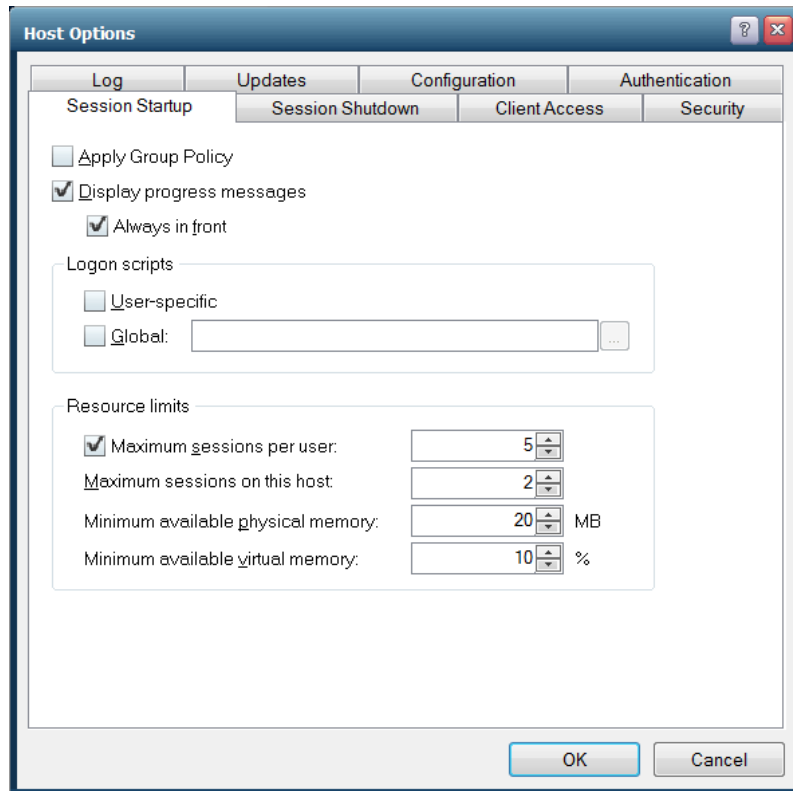 Host Options
Log Updates Configuration Authentication
Session Startup Session Shutdown Client Access Security
Apply Group Policy
Display progress messages
Always in front
Logon scripts
User-specific
Global: ...
Resource limits
Maximum sessions per user: 5
Maximum sessions on this host: 2
Minimum available physical memory: 20 MB
Minimum available virtual memory: 10 %
OK Cancel